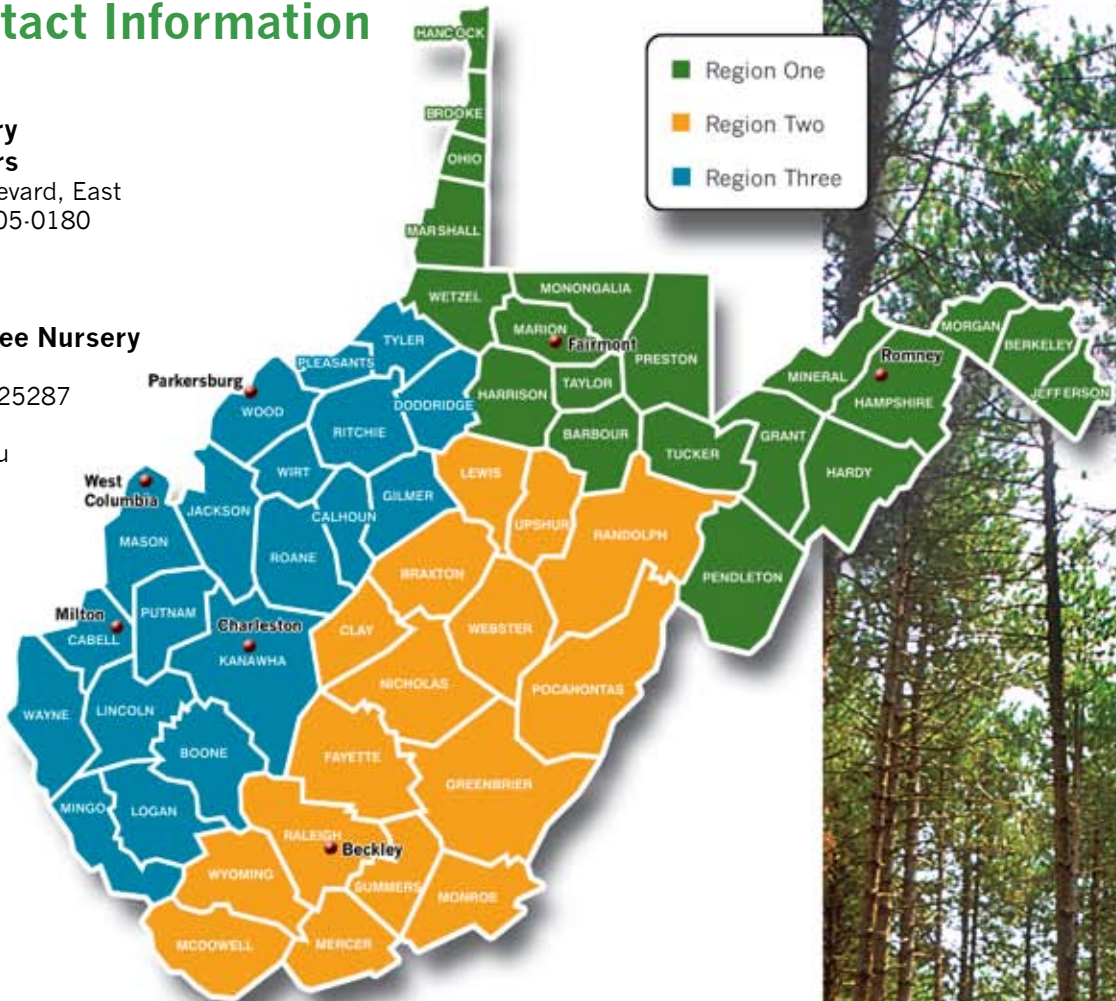 tact Information
ry
rs
evard, East
05-0180
ee Nursery
25287
u
Region One
Region Two
Region Three
HANCOCK
BROOKE
OHIO
MARSHALL
WETZEL
MONONGALIA
MARION
Fairmont
PRESTON
HARRISON
TAYLOR
BARBOUR
TUCKER
MINERAL
Romney
HAMPSHIRE
MORGAN
BERKELEY
JEFFERSON
GRANT
HARDY
PENDLETON
TYLER
PLEASANTS
Parkersburg
WOOD
DODDRIDGE
RITCHIE
WIRT
West
Columbia
JACKSON
CALHOUN
GILMER
MASON
ROANE
Milton
CABELL
PUTNAM
Charleston
KANAWHA
WAYNE
LINCOLN
BOONE
MINGO
LOGAN
LEWIS
UPSHUR
RANDOLPH
BRAXTON
CLAY
WEBSTER
NICHOLAS
POCAHONTAS
FAYETTE
GREENBRIER
RALEIGH
Beckley
WYOMING
SUMMERS
MONROE
MCDOWELL
MERCER